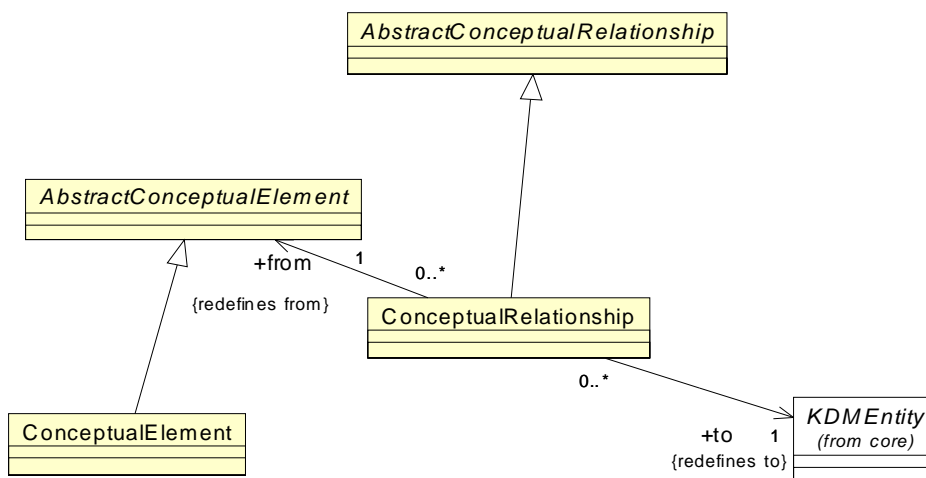 AbstractConceptualRelationship
AbstractConceptualElement
+from 1
0..*
{redefines from}
ConceptualRelationship
0..*
ConceptualElement
KDMEntity
+to 1
(from core)
{redefines to}